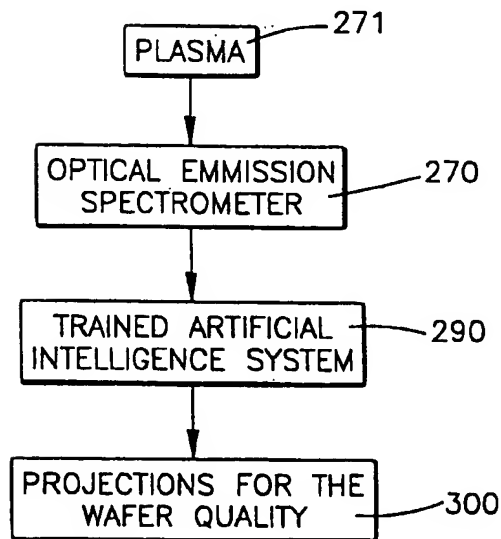 PLASMA
271
OPTICAL EMMISSION
SPECTROMETER
270
TRAINED ARTIFICIAL
INTELLIGENCE SYSTEM
290
PROJECTIONS FOR THE
WAFER QUALITY
300